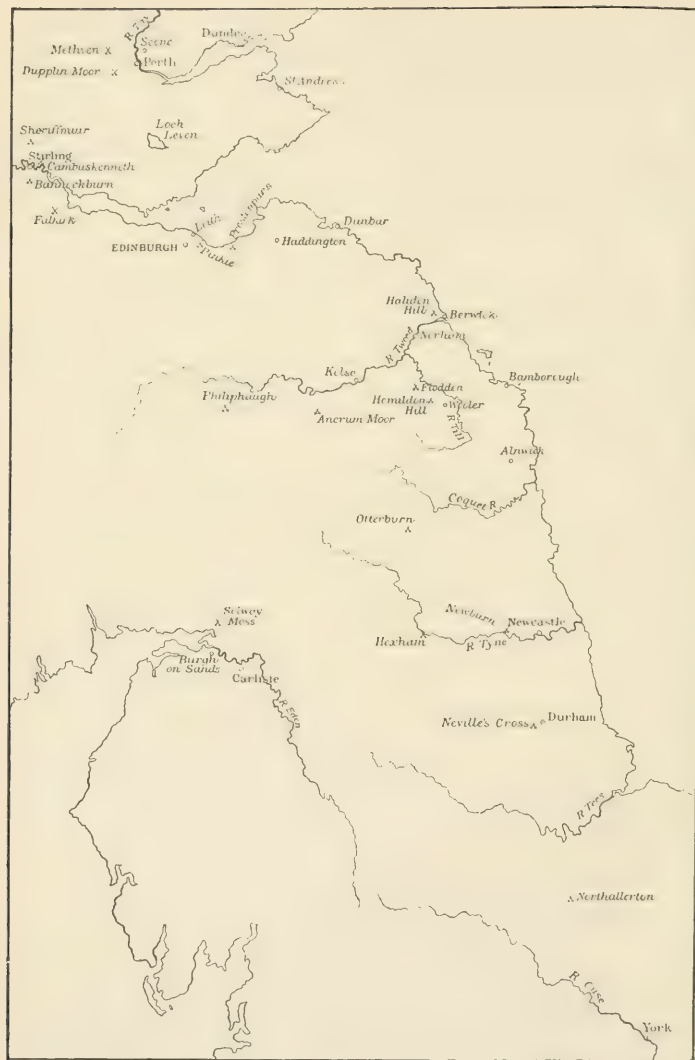 R Tay
Scone
Dundee
Methven
Perth
Dupplin Moor
St Andrews
Loch
Leven
Sheriffmuir
Stirling
Cambuskenneth
Bannockburn
Falkirk
Leith
Prestonpans
Dunbar
EDINBURGH
Pinkie
Haddington
Halidon
Hill
Berwick
R Tweed
Norham
Kelso
Flodden
Bamborough
Philiphaugh
Homildon
Hill
Wooler
Ancrum Moor
R Till
Alnwick
Coquet R
Otterburn
Solway
Moss
Newburn
Newcastle
Hexham
R Tyne
Burgh
on Sands
Carlisle
R Eden
Neville's Cross
Durham
R Tees
Northallerton
R Ouse
York